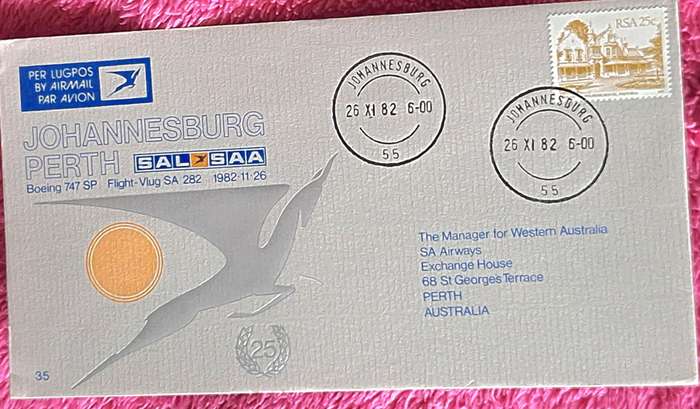 PER LUGPOS
BY AIRMAIL
PAR AVION
JOHANNESBURG
PERTH SAL SAA
Boeing 747 SP Flight-Vlug SA 282 1982·11·26
JOHANNESBURG
26 XI 82 6-00
55
JOHANNESBURG
26 XI 82 6-00
55
RSA 25c
The Manager for Western Australia
SA Airways
Exchange House
68 St Georges Terrace
PERTH
AUSTRALIA
25
35